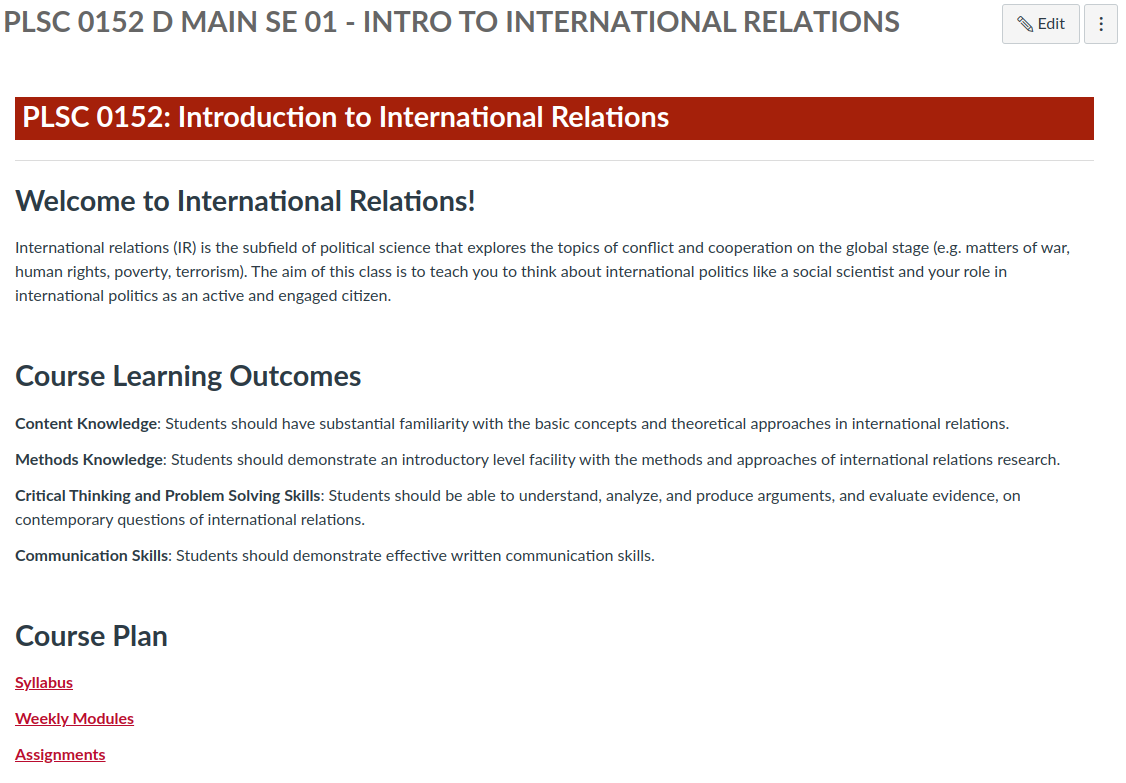 PLSC 0152 D MAIN SE 01 - INTRO TO INTERNATIONAL RELATIONS
Edit
PLSC 0152: Introduction to International Relations
Welcome to International Relations!
International relations (IR) is the subfield of political science that explores the topics of conflict and cooperation on the global stage (e.g. matters of war,
human rights, poverty, terrorism). The aim of this class is to teach you to think about international politics like a social scientist and your role in
international politics as an active and engaged citizen.
Course Learning Outcomes
Content Knowledge: Students should have substantial familiarity with the basic concepts and theoretical approaches in international relations.
Methods Knowledge: Students should demonstrate an introductory level facility with the methods and approaches of international relations research.
Critical Thinking and Problem Solving Skills: Students should be able to understand, analyze, and produce arguments, and evaluate evidence, on
contemporary questions of international relations.
Communication Skills: Students should demonstrate effective written communication skills.
Course Plan
Syllabus
Weekly Modules
Assignments